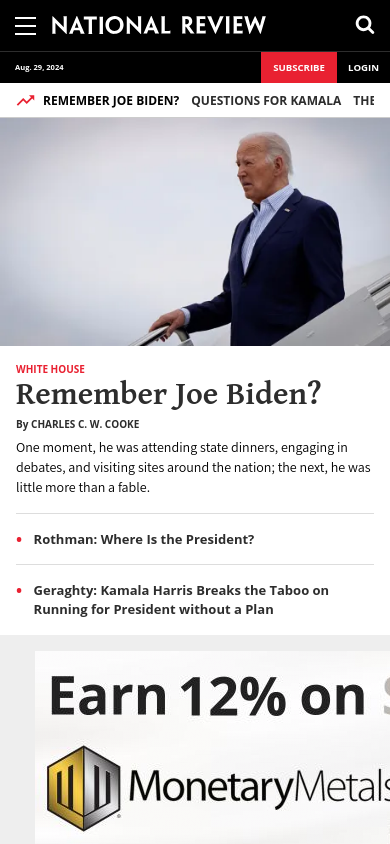 NATIONAL REVIEW
Aug. 29, 2024
SUBSCRIBE
LOGIN
REMEMBER JOE BIDEN? QUESTIONS FOR KAMALA THE
WHITE HOUSE
Remember Joe Biden?
By CHARLES C. W. COOKE
One moment, he was attending state dinners, engaging in
debates, and visiting sites around the nation; the next, he was
little more than a fable.
Rothman: Where Is the President?
Geraghty: Kamala Harris Breaks the Taboo on
Running for President without a Plan
Earn 12% on
MonetaryMetals